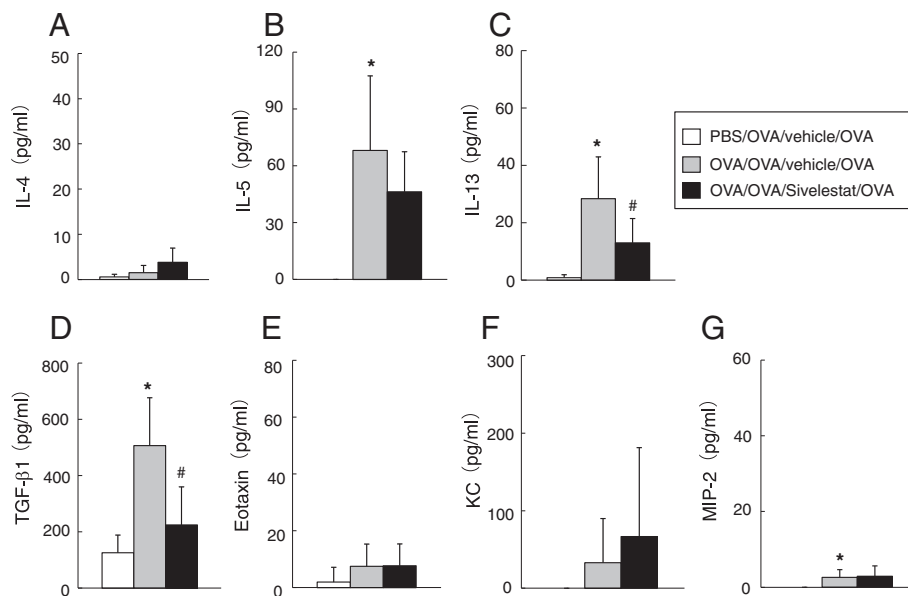 A
IL-4 (pg/ml)
50
40
30
20
10
0
B
IL-5 (pg/ml)
120
90
60
30
0
*
C
IL-13 (pg/ml)
80
60
40
20
0
*
#
PBS/OVA/vehicle/OVA
OVA/OVA/vehicle/OVA
OVA/OVA/Sivelestat/OVA
D
TGF-β1 (pg/ml)
800
600
400
200
0
*
#
E
Eotaxin (pg/ml)
80
60
40
20
0
F
KC (pg/ml)
300
200
100
0
G
MIP-2 (pg/ml)
60
40
20
0
*